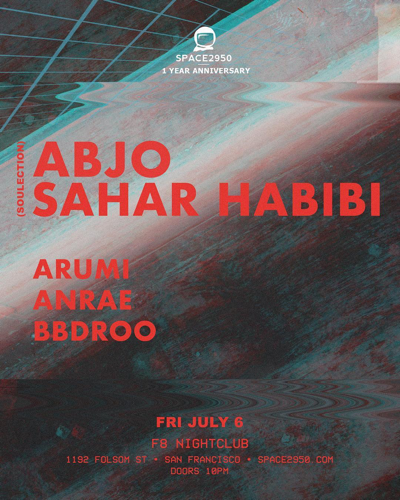 SPACE2950
1 YEAR ANNIVERSARY
(SOULECTION)
ABJO
SAHAR HABIBI
ARUMI
ANRAE
BBDROO
FRI JULY 6
F8 NIGHTCLUB
1192 FOLSOM ST • SAN FRANCISCO • SPACE2950.COM
DOORS 10PM